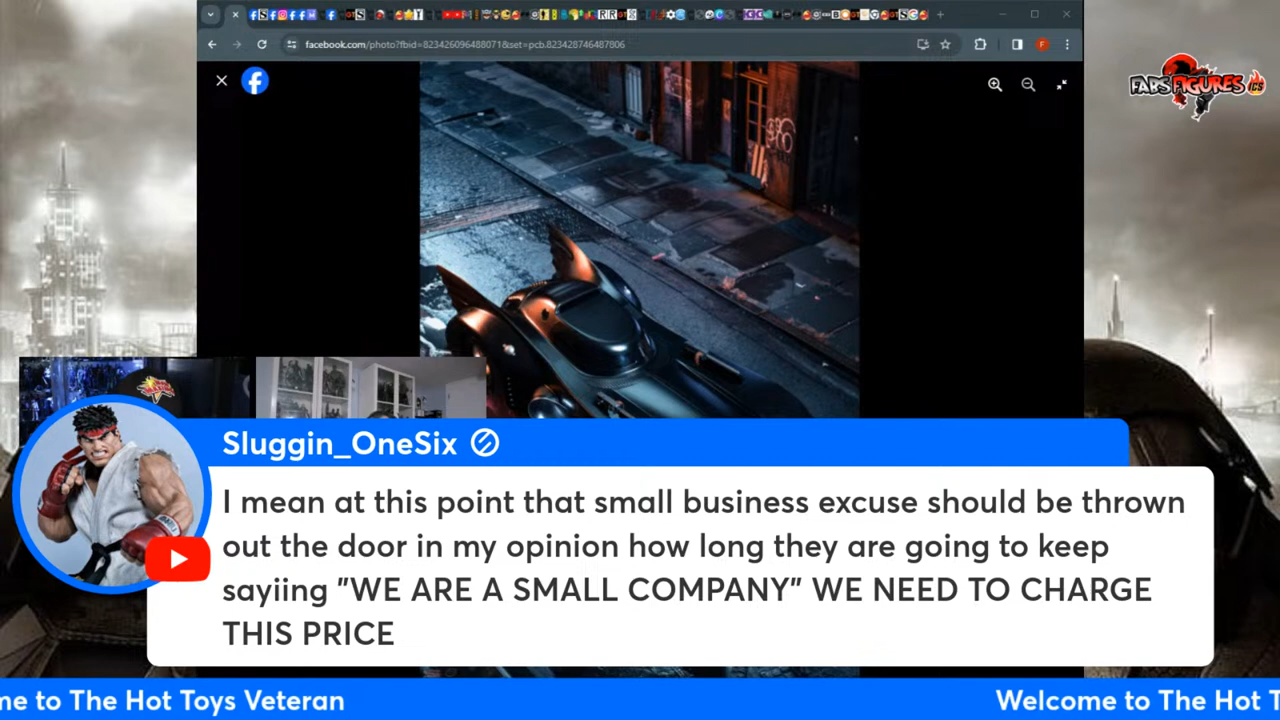 facebook.com/photo?fbid=823426096488071&set=pcb.823428746487806
FABS FIGURES
Sluggin_OneSix
I mean at this point that small business excuse should be thrown
out the door in my opinion how long they are going to keep
sayiing "WE ARE A SMALL COMPANY" WE NEED TO CHARGE
THIS PRICE
me to The Hot Toys Veteran
Welcome to The Hot T